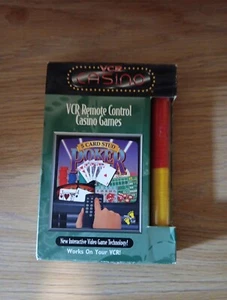 VCR
CASINO
VCR Remote Control
Casino Games
5 CARD STUD
POKER
New Interactive Video Game Technology!
Works On Your VCR!